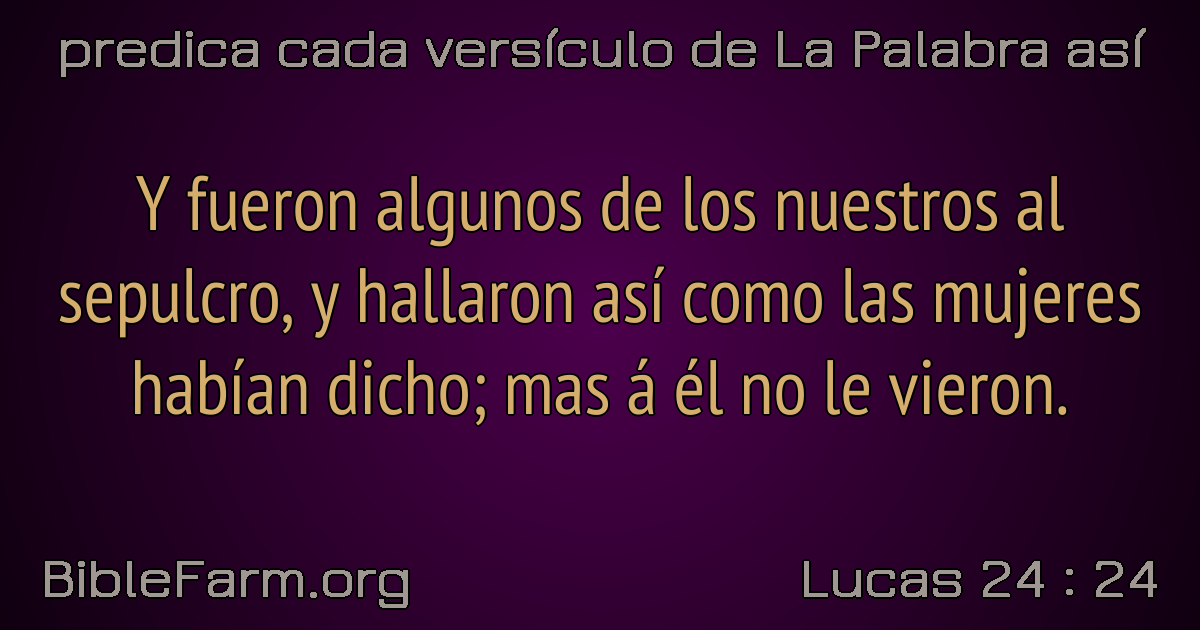 predica cada versículo de La Palabra así
Y fueron algunos de los nuestros al
sepulcro, y hallaron así como las mujeres
habían dicho; mas á él no le vieron.
BibleFarm.org
Lucas 24 : 24